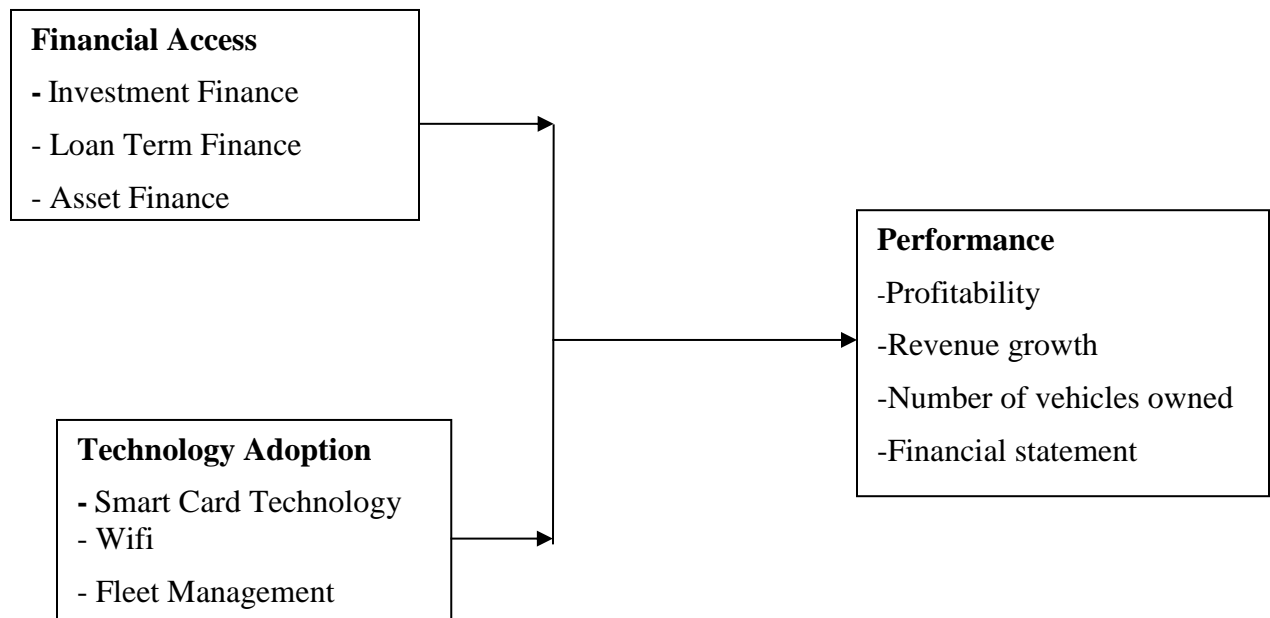 Financial Access
- Investment Finance
- Loan Term Finance
- Asset Finance
Performance
-Profitability
-Revenue growth
-Number of vehicles owned
-Financial statement
Technology Adoption
- Smart Card Technology
- Wifi
- Fleet Management